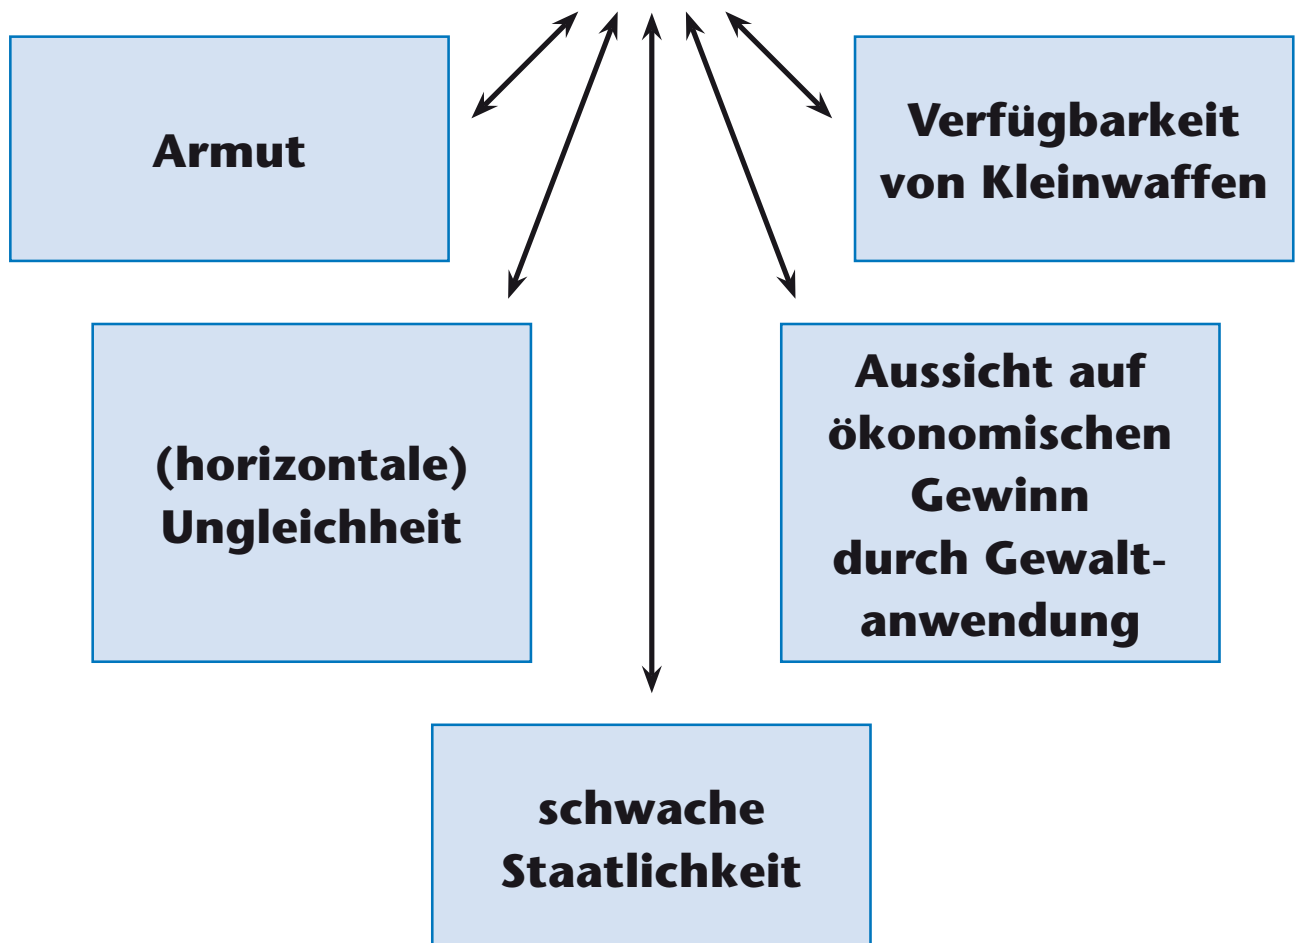 Armut
Verfügbarkeit
von Kleinwaffen
(horizontale)
Ungleichheit
Aussicht auf
ökonomischen
Gewinn
durch Gewalt-
anwendung
schwache
Staatlichkeit